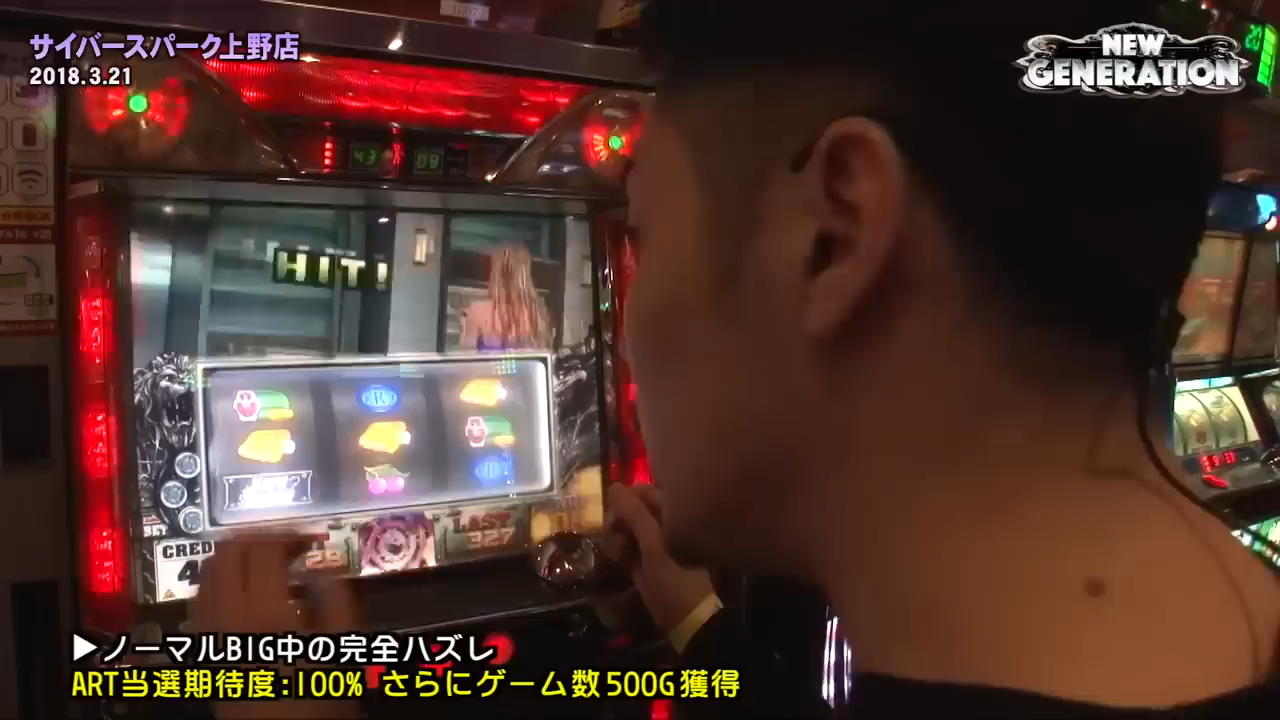 サイバースパーク上野店
2018.3.21
NEW
GENERATION
43
09
HIT!
R
LAST
327
CRED
▶ノーマルBIG中の完全ハズレ
ART当選期待度:100% さらにゲーム数500G獲得